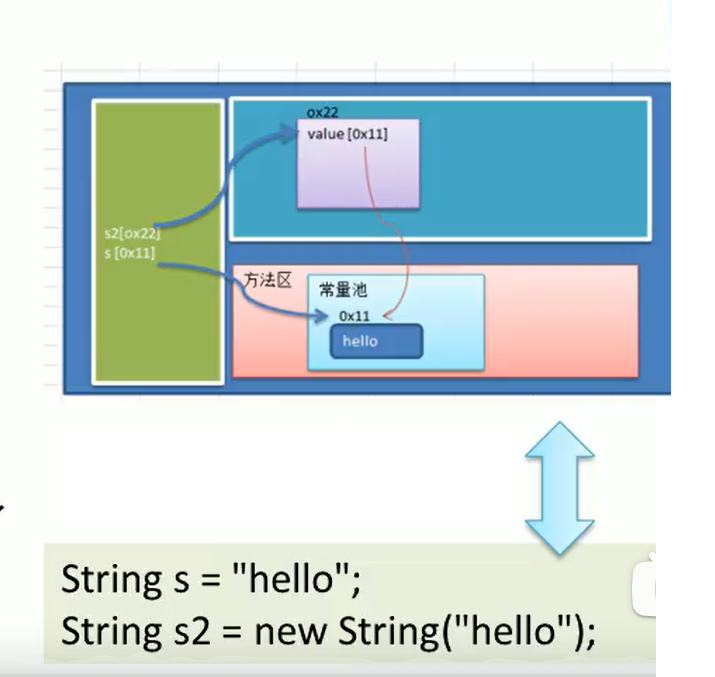 ox22
value [0x11]
s2[ox22]
s [0x11]
方法区
常量池
0x11
hello
String s = "hello";
String s2 = new String("hello");